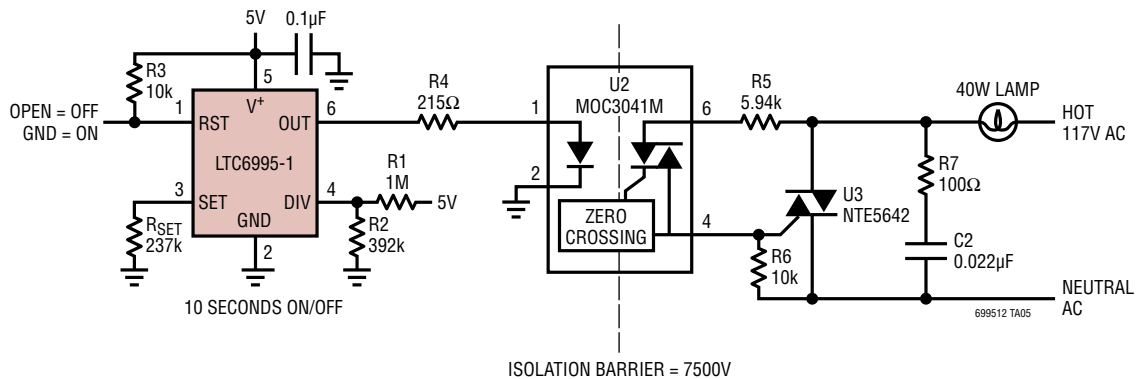 5V
0.1µF
R3
10k
OPEN = OFF
GND = ON
1
5
V+
RST
OUT
6
LTC6995-1
3
SET
DIV
4
GND
2
RSET
237k
R1
1M
5V
R2
392k
10 SECONDS ON/OFF
R4
215Ω
1
2
U2
MOC3041M
6
ZERO
CROSSING
4
R5
5.94k
R6
10k
U3
NTE5642
40W LAMP
HOT
117V AC
R7
100Ω
C2
0.022µF
NEUTRAL
AC
699512 TA05
ISOLATION BARRIER = 7500V